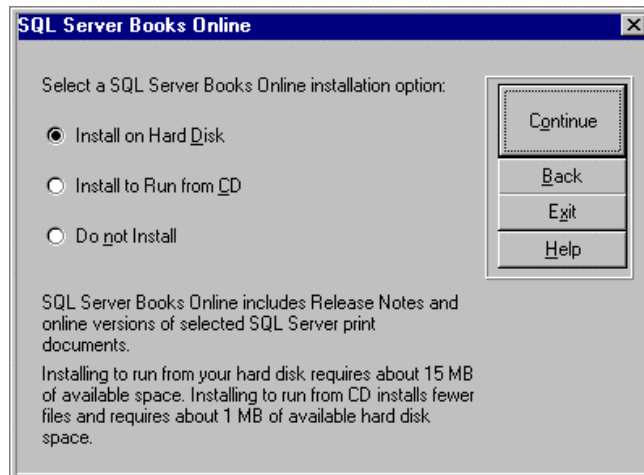 SQL Server Books Online
Select a SQL Server Books Online installation option:
Install on Hard Disk
Install to Run from CD
Do not Install
Continue
Back
Exit
Help
SQL Server Books Online includes Release Notes and
online versions of selected SQL Server print
documents.
Installing to run from your hard disk requires about 15 MB
of available space. Installing to run from CD installs fewer
files and requires about 1 MB of available hard disk
space.